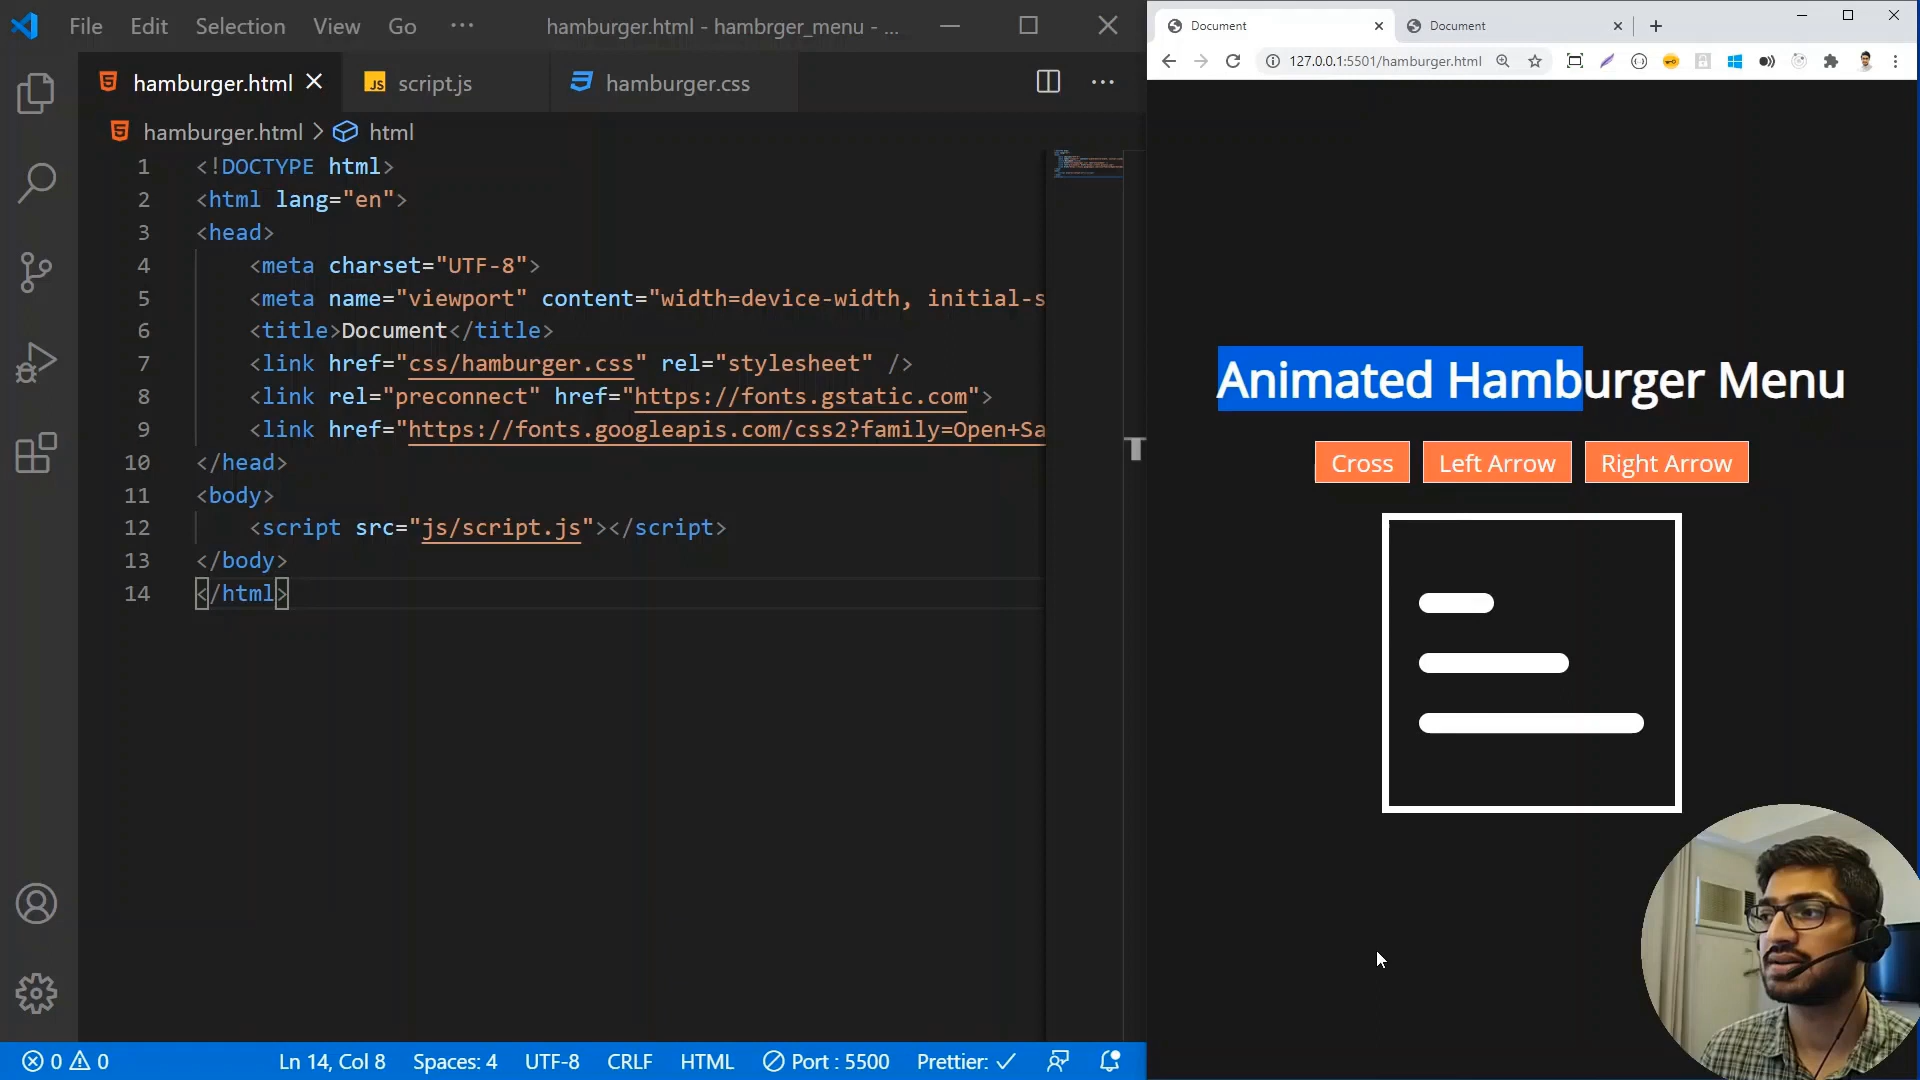 File Edit Selection View Go ··· hamburger.html - hambrger_menu - ...
hamburger.html script.js hamburger.css ···
hamburger.html > html
1 <!DOCTYPE html>
2 <html lang="en">
3 <head>
4 <meta charset="UTF-8">
5 <meta name="viewport" content="width=device-width, initial-s
6 <title>Document</title>
7 <link href="css/hamburger.css" rel="stylesheet" />
8 <link rel="preconnect" href="https://fonts.gstatic.com">
9 <link href="https://fonts.googleapis.com/css2?family=Open+Sa
10 </head>
11 <body>
12 <script src="js/script.js"></script>
13 </body>
14 </html>
0 0 Ln 14, Col 8 Spaces: 4 UTF-8 CRLF HTML Port : 5500 Prettier: ✓
Document Document
127.0.0.1:5501/hamburger.html
Animated Hamburger Menu
Cross Left Arrow Right Arrow